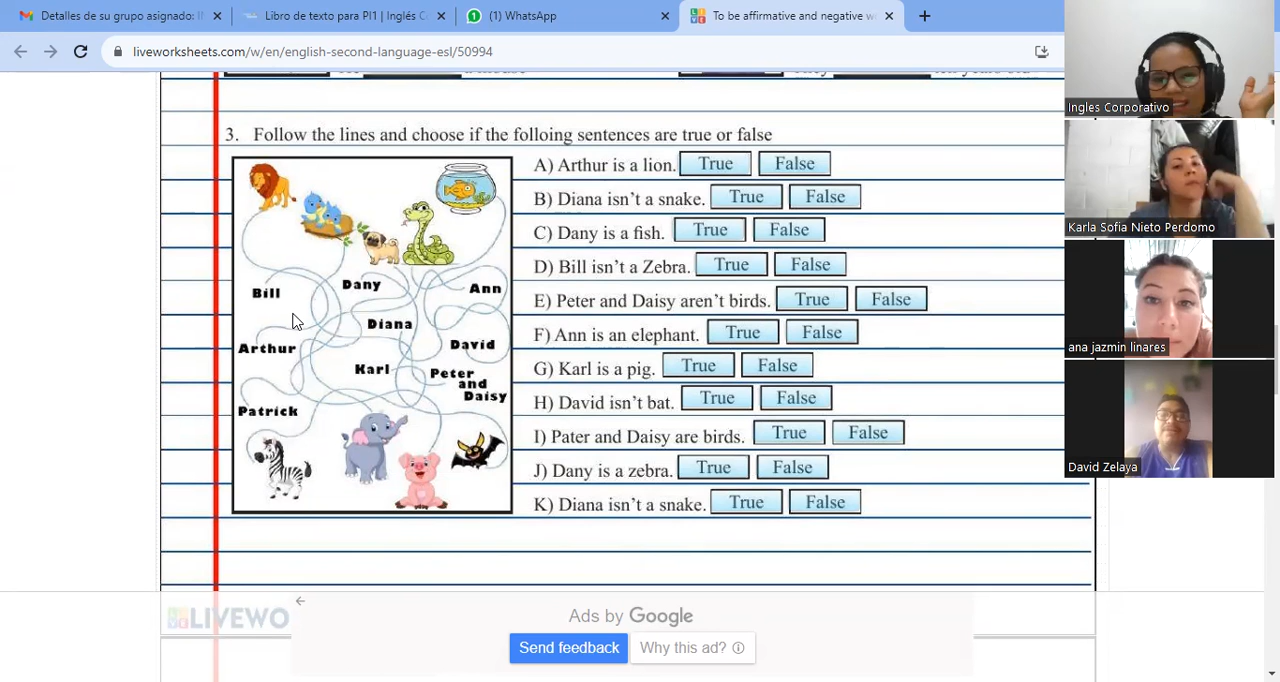 Detalles de su grupo asignado: I
Libro de texto para PI1 | Inglés C
(1) WhatsApp
To be affirmative and negative w
liveworksheets.com/w/en/english-second-language-esl/50994
3. Follow the lines and choose if the folloing sentences are true or false
Bill
Dany
Ann
Diana
Arthur
David
Karl
Peter
and
Daisy
Patrick
A) Arthur is a lion. True False
B) Diana isn't a snake. True False
C) Dany is a fish. True False
D) Bill isn't a Zebra. True False
E) Peter and Daisy aren't birds. True False
F) Ann is an elephant. True False
G) Karl is a pig. True False
H) David isn't bat. True False
I) Pater and Daisy are birds. True False
J) Dany is a zebra. True False
K) Diana isn't a snake. True False
LIVEWO
Ads by Google
Send feedback
Why this ad?
Ingles Corporativo
Karla Sofia Nieto Perdomo
ana jazmin linares
David Zelaya